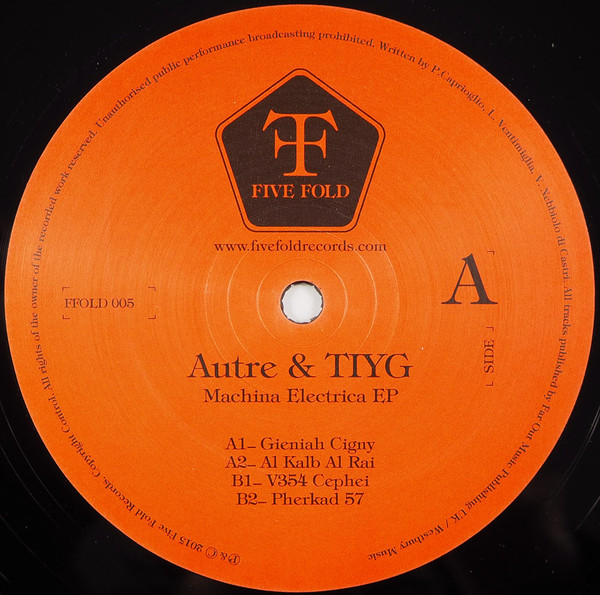 FIVE FOLD
www.fivefoldrecords.com
A
SIDE
FFOLD 005
Autre & TIYG
Machina Electrica EP
A1– Gieniah Cigny
A2– Al Kalb Al Rai
B1– V354 Cephei
B2– Pherkad 57
℗ & © 2015 Five Fold Records. Copyright Control. All rights of the owner of the recorded work reserved. Unauthorised public performance broadcasting prohibited. Written by P. Caprioglio, L. Ventimiglia, V. Nebbiolo di Castri. All tracks published by Far Out Music Publishing UK / Westbury Music